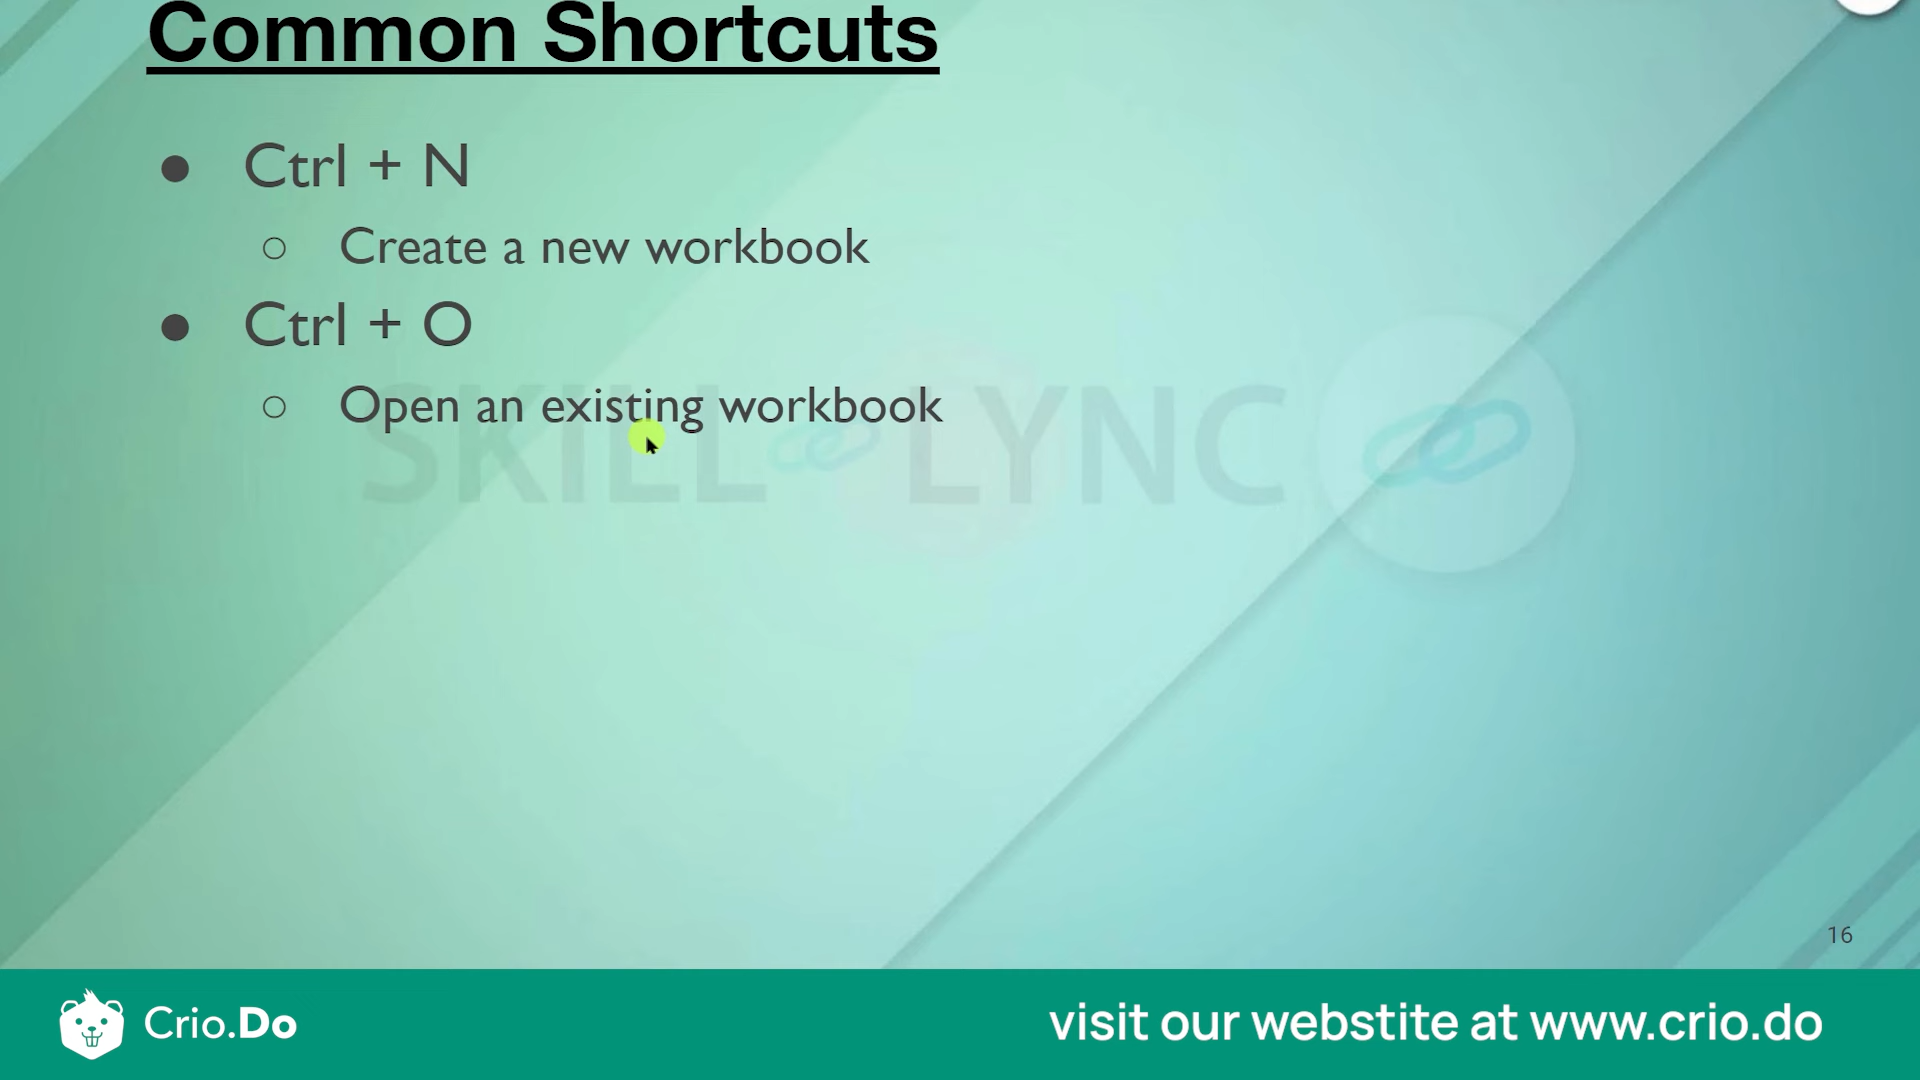 Common Shortcuts
● Ctrl + N
○ Create a new workbook
● Ctrl + O
○ Open an existing workbook
SKILL LYNC
16
Crio.Do
visit our webstite at www.crio.do